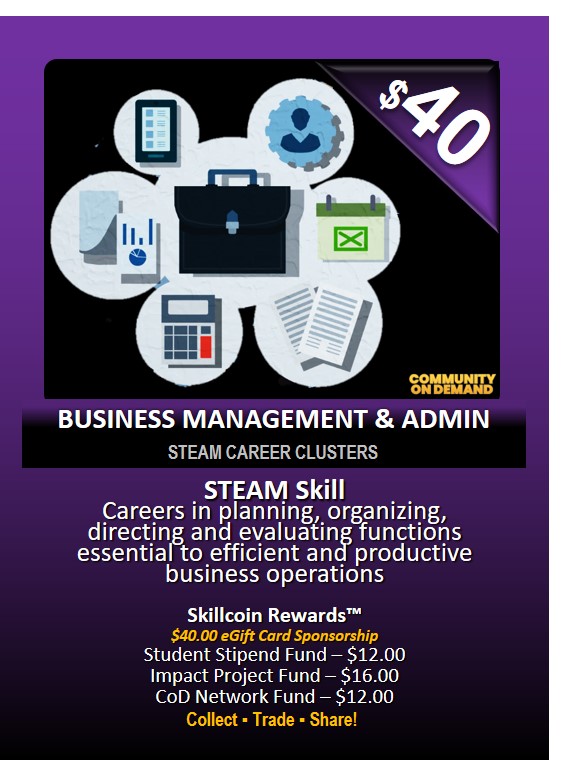 $40
COMMUNITY
ON DEMAND
BUSINESS MANAGEMENT & ADMIN
STEAM CAREER CLUSTERS
STEAM Skill
Careers in planning, organizing,
directing and evaluating functions
essential to efficient and productive
business operations
Skillcoin Rewards™
$40.00 eGift Card Sponsorship
Student Stipend Fund – $12.00
Impact Project Fund – $16.00
CoD Network Fund – $12.00
Collect ▪ Trade ▪ Share!